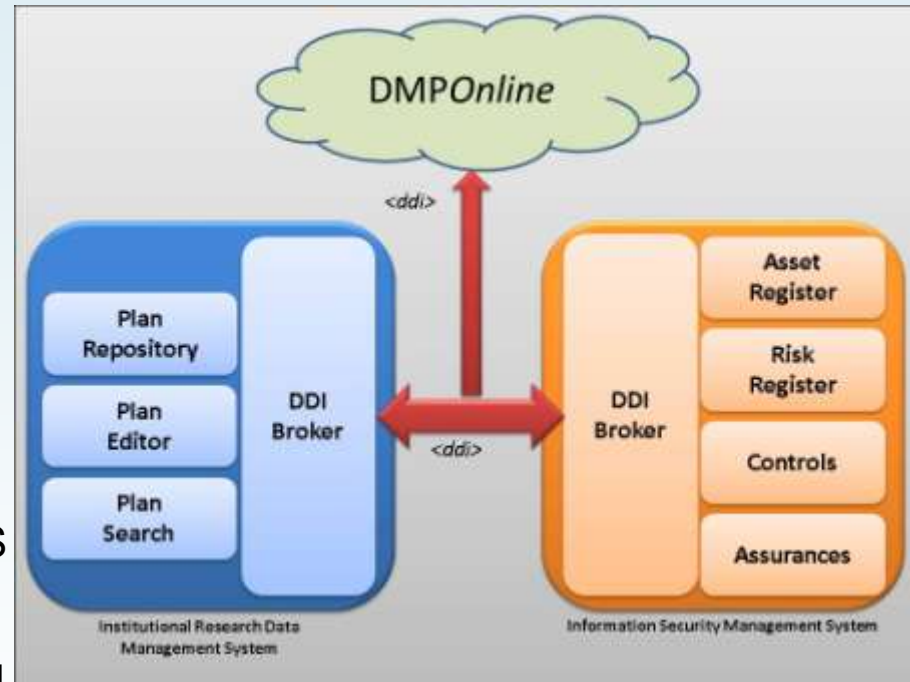 DMPOnline
<ddi>
Plan
Repository
Plan
Editor
Plan
Search
DDI
Broker
<ddi>
DDI
Broker
Asset
Register
Risk
Register
Controls
Assurances
Institutional Research Data
Management System
Information Security Management System
s